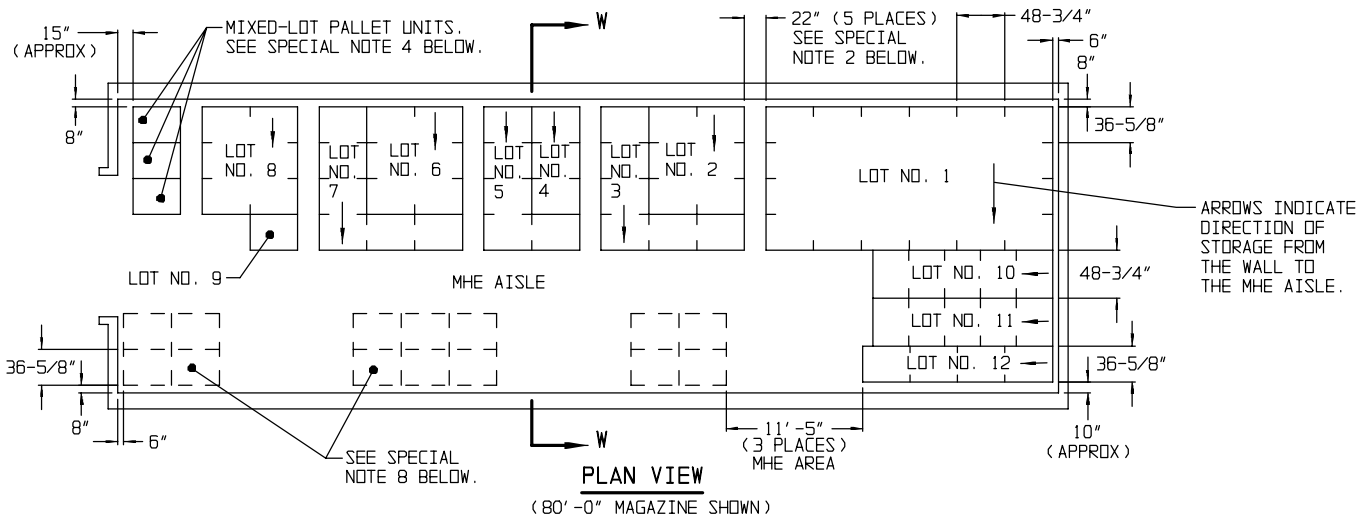 15"
(APPROX)
MIXED-LOT PALLET UNITS.
SEE SPECIAL NOTE 4 BELOW.
W
22" (5 PLACES)
SEE SPECIAL
NOTE 2 BELOW.
48-3/4"
6"
8"
8"
36-5/8"
LOT
NO. 8
LOT
NO.
7
LOT
NO. 6
LOT
NO.
5
LOT
NO.
4
LOT
NO.
3
LOT
NO. 2
LOT NO. 1
ARROWS INDICATE
DIRECTION OF
STORAGE FROM
THE WALL TO
THE MHE AISLE.
LOT NO. 9
MHE AISLE
LOT NO. 10
48-3/4"
LOT NO. 11
LOT NO. 12
36-5/8"
36-5/8"
8"
6"
SEE SPECIAL
NOTE 8 BELOW.
W
11'-5"
(3 PLACES)
MHE AREA
10"
(APPROX)
PLAN VIEW
(80'-0" MAGAZINE SHOWN)